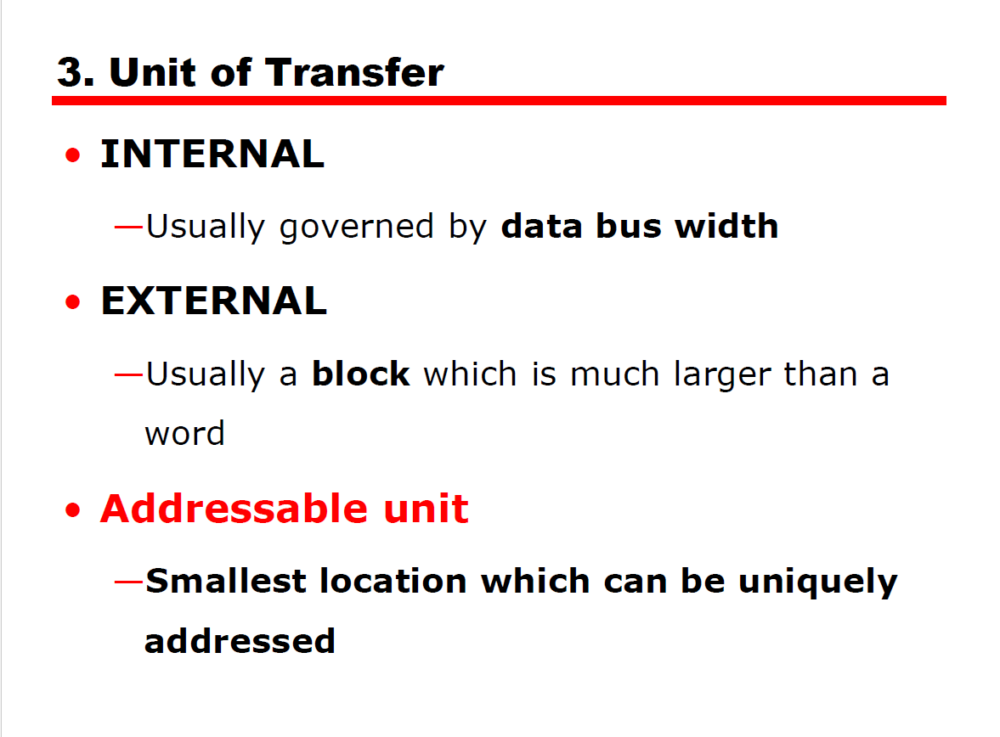 3. Unit of Transfer
• INTERNAL
—Usually governed by data bus width
• EXTERNAL
—Usually a block which is much larger than a
word
• Addressable unit
—Smallest location which can be uniquely
addressed